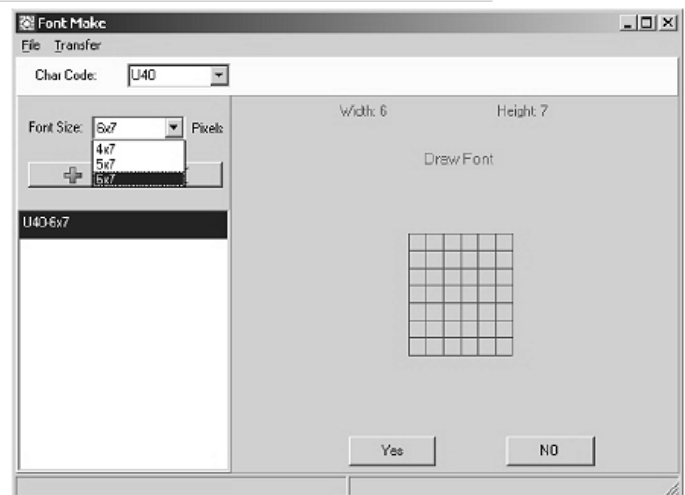 Font Make
File Transfer
Char Code: U40
Width: 6 Height: 7
Font Size: 6x7 Pixels
4x7
5x7
6x7
Draw Font
U40-6x7
Yes NO